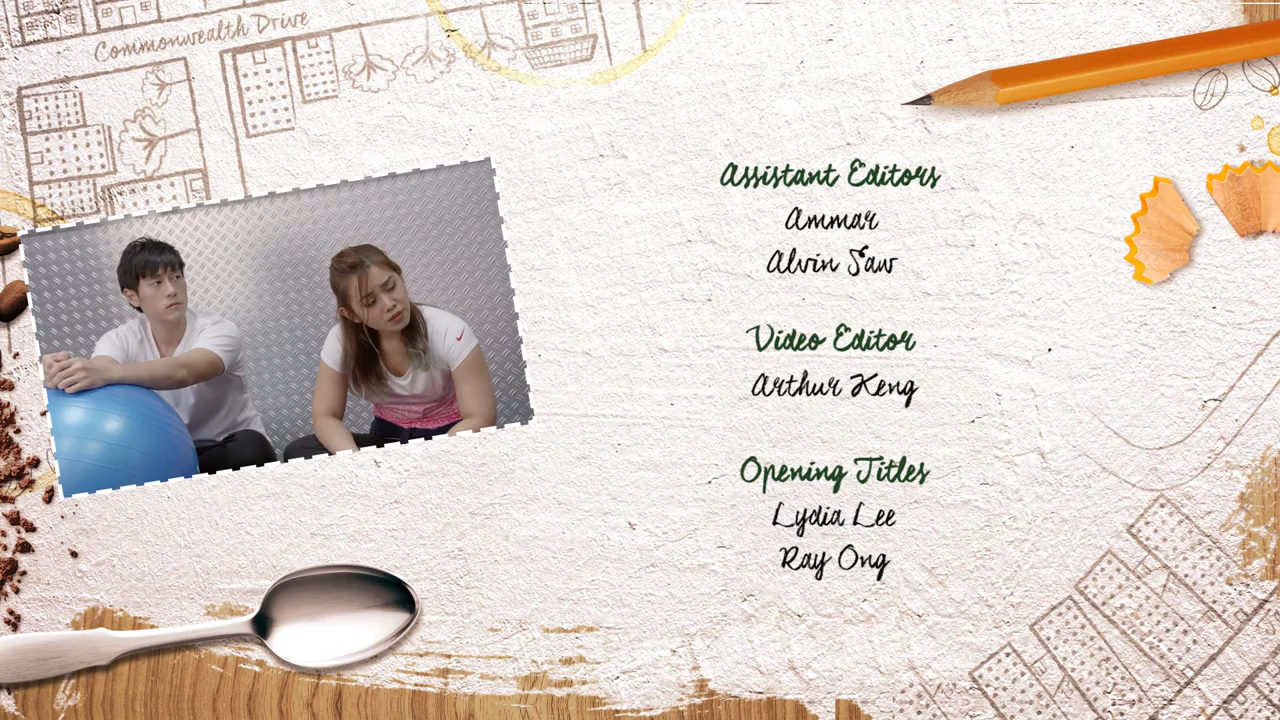 Commonwealth Drive
Assistant Editors
Ammar
Alvin Saw
Video Editor
Arthur Keng
Opening Titles
Lydia Lee
Ray Ong